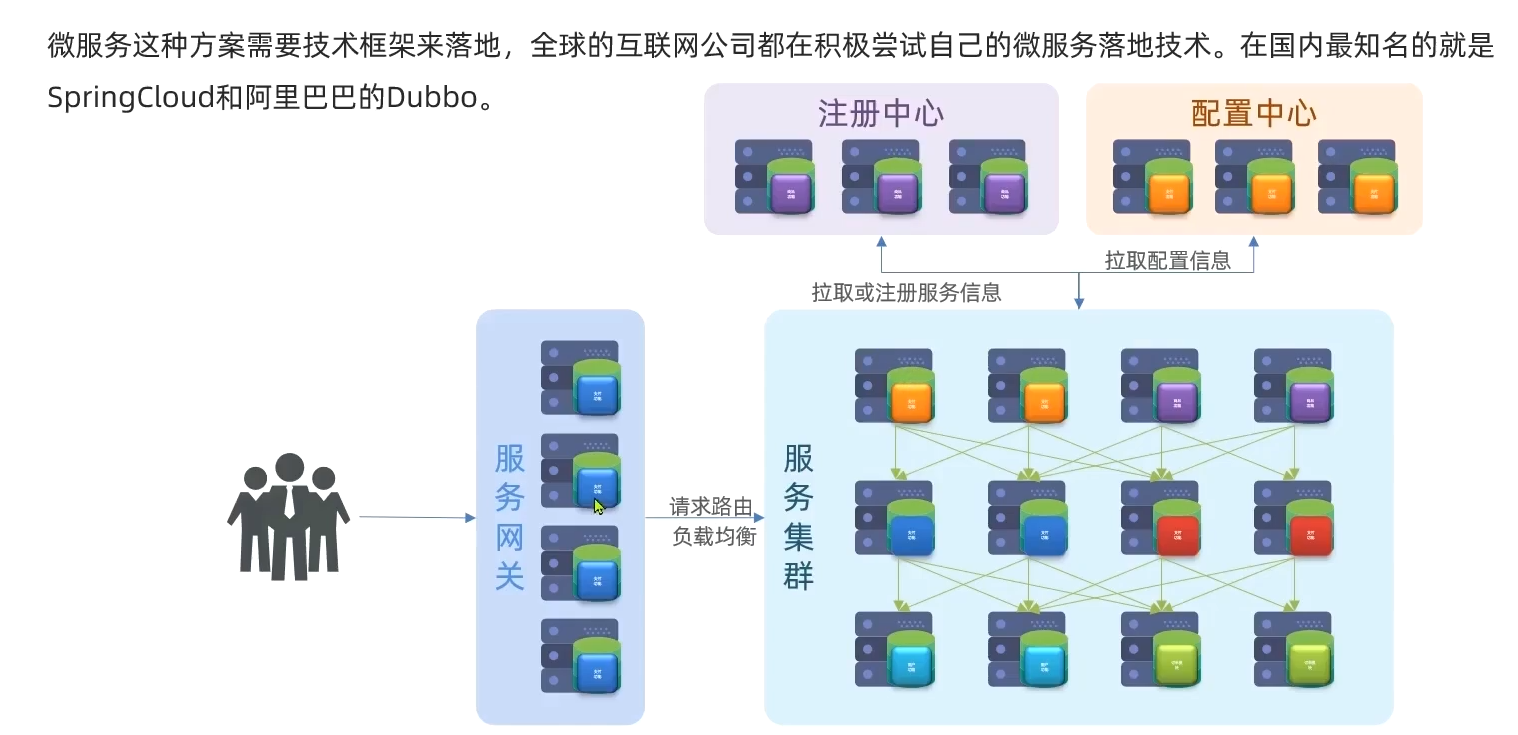 微服务这种方案需要技术框架来落地，全球的互联网公司都在积极尝试自己的微服务落地技术。在国内最知名的就是
SpringCloud和阿里巴巴的Dubbo。
注册中心
配置中心
拉取配置信息
拉取或注册服务信息
服务网关
请求路由
负载均衡
服务集群